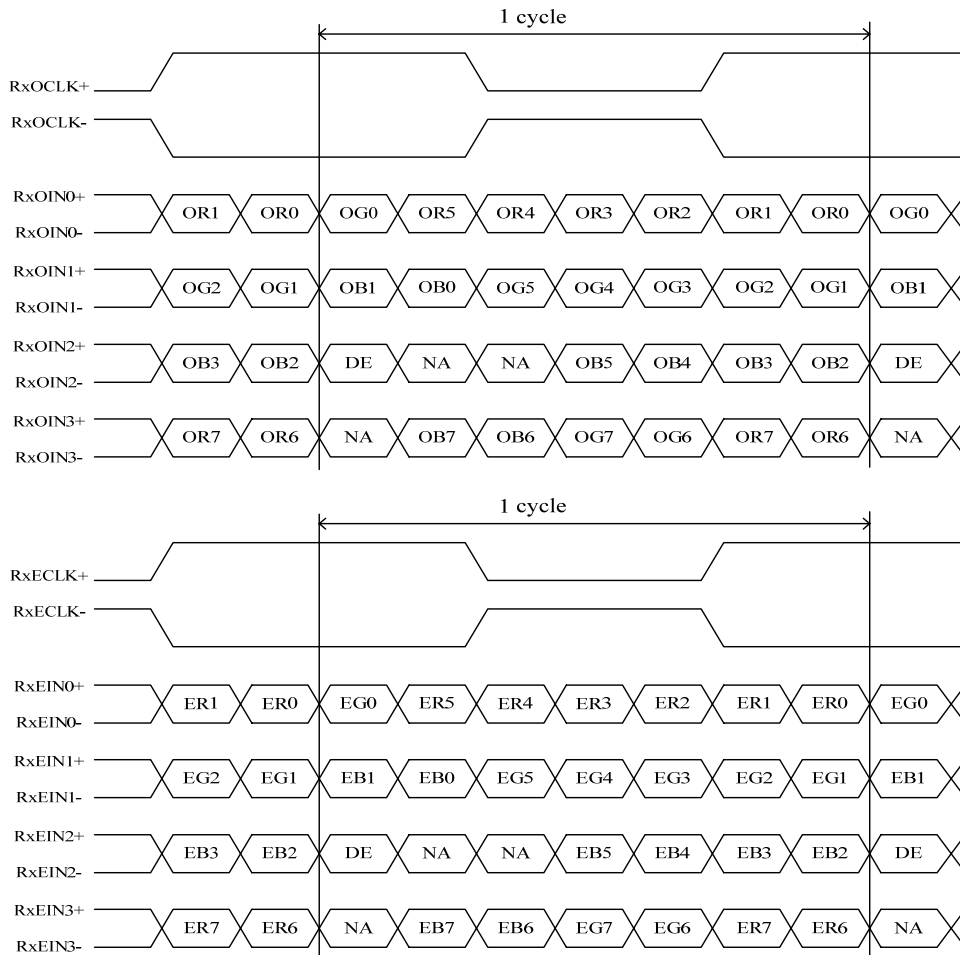 1 cycle
RxOCLK+
RxOCLK-
RxOIN0+
OR1 OR0 OG0 OR5 OR4 OR3 OR2 OR1 OR0 OG0
RxOIN0-
RxOIN1+
OG2 OG1 OB1 OB0 OG5 OG4 OG3 OG2 OG1 OB1
RxOIN1-
RxOIN2+
OB3 OB2 DE NA NA OB5 OB4 OB3 OB2 DE
RxOIN2-
RxOIN3+
OR7 OR6 NA OB7 OB6 OG7 OG6 OR7 OR6 NA
RxOIN3-
1 cycle
RxECLK+
RxECLK-
RxEIN0+
ER1 ER0 EG0 ER5 ER4 ER3 ER2 ER1 ER0 EG0
RxEIN0-
RxEIN1+
EG2 EG1 EB1 EB0 EG5 EG4 EG3 EG2 EG1 EB1
RxEIN1-
RxEIN2+
EB3 EB2 DE NA NA EB5 EB4 EB3 EB2 DE
RxEIN2-
RxEIN3+
ER7 ER6 NA EB7 EB6 EG7 EG6 ER7 ER6 NA
RxEIN3-